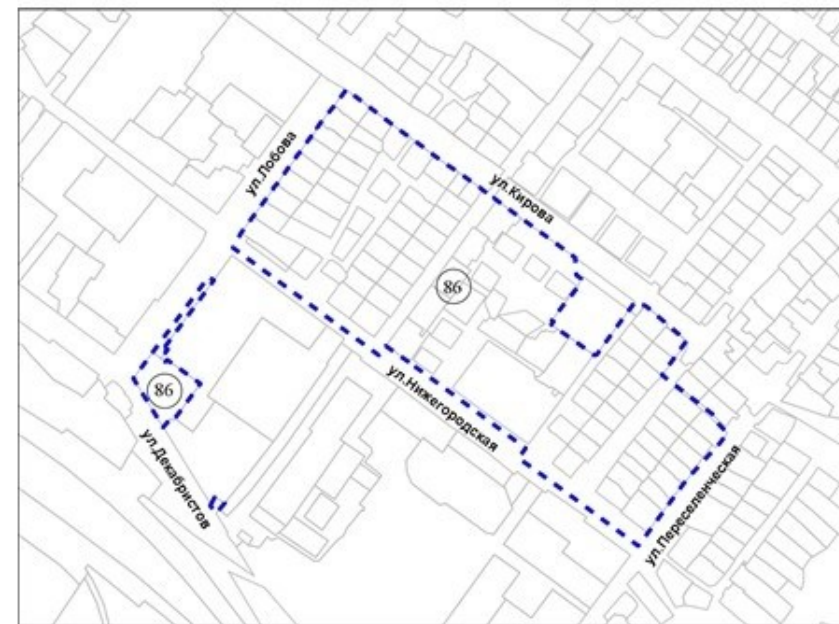 ул.Лобова
ул.Кирова
86
ул.Нижегородская
86
ул.Декабристов
ул.Переселенческая